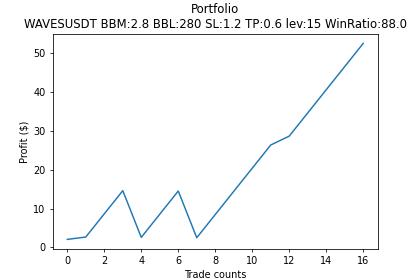 Portfolio
WAVESUSDT BBM:2.8 BBL:280 SL:1.2 TP:0.6 lev:15 WinRatio:88.0
50
40
30
20
10
0
Profit ($)
0 2 4 6 8 10 12 14 16
Trade counts